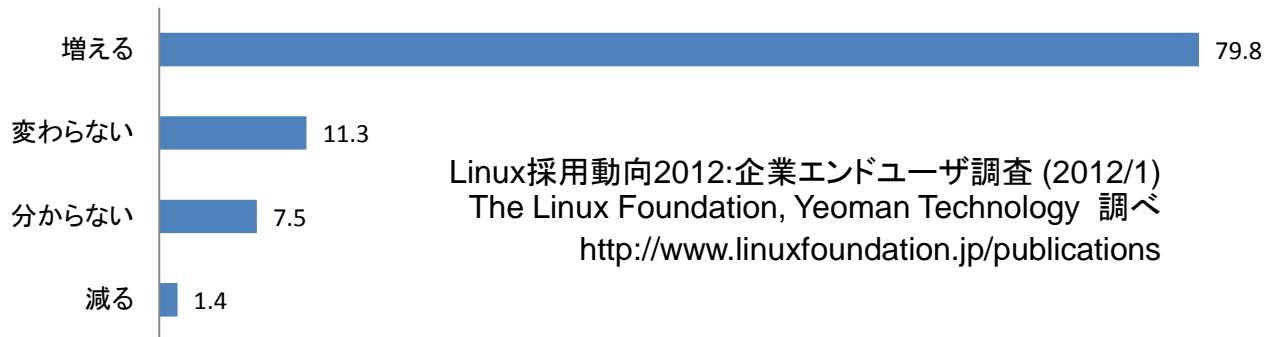 増える
79.8
変わらない
11.3
Linux採用動向2012:企業エンドユーザ調査 (2012/1)
The Linux Foundation, Yeoman Technology 調べ
http://www.linuxfoundation.jp/publications
分からない
7.5
減る
1.4